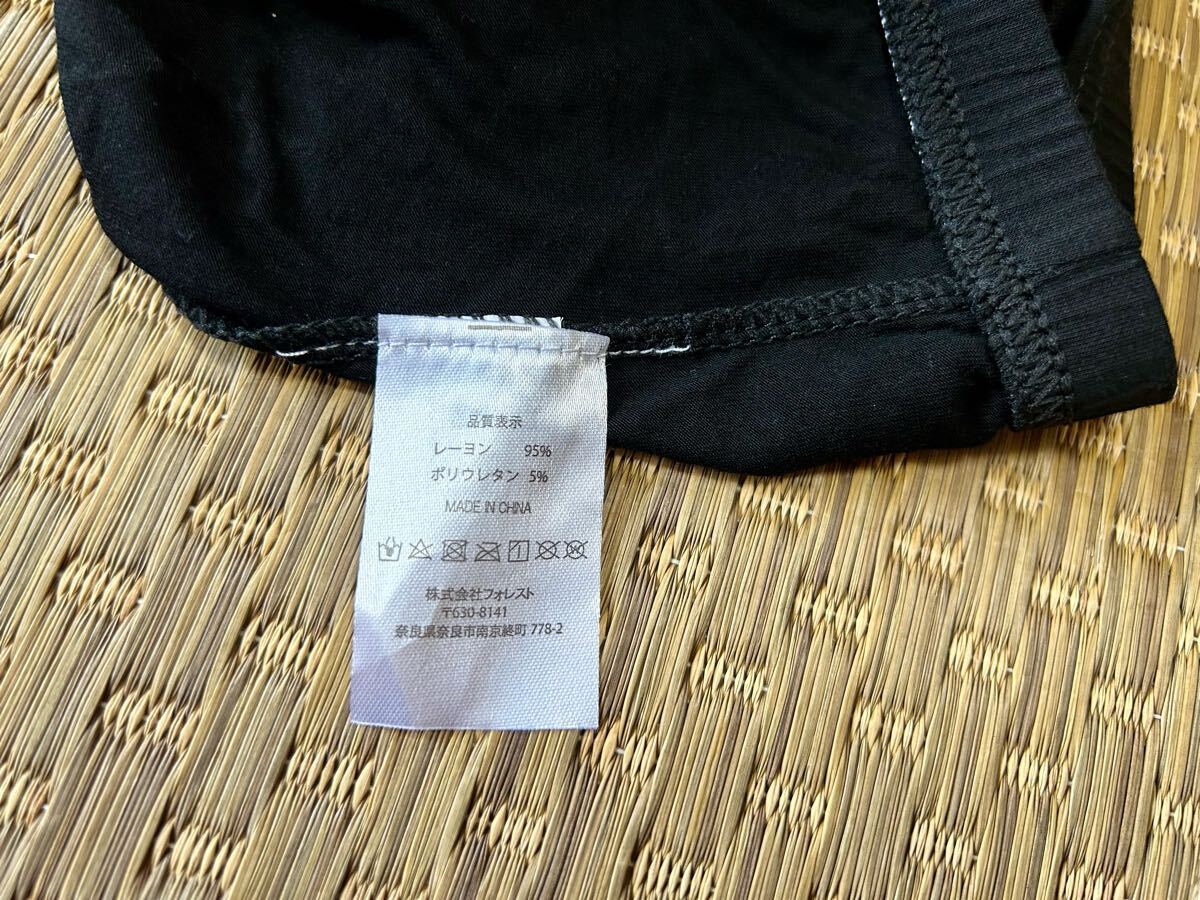 品質表示
レーヨン 95%
ポリウレタン 5%
MADE IN CHINA
株式会社フォレスト
〒630-8141
奈良県奈良市南京終町 778-2